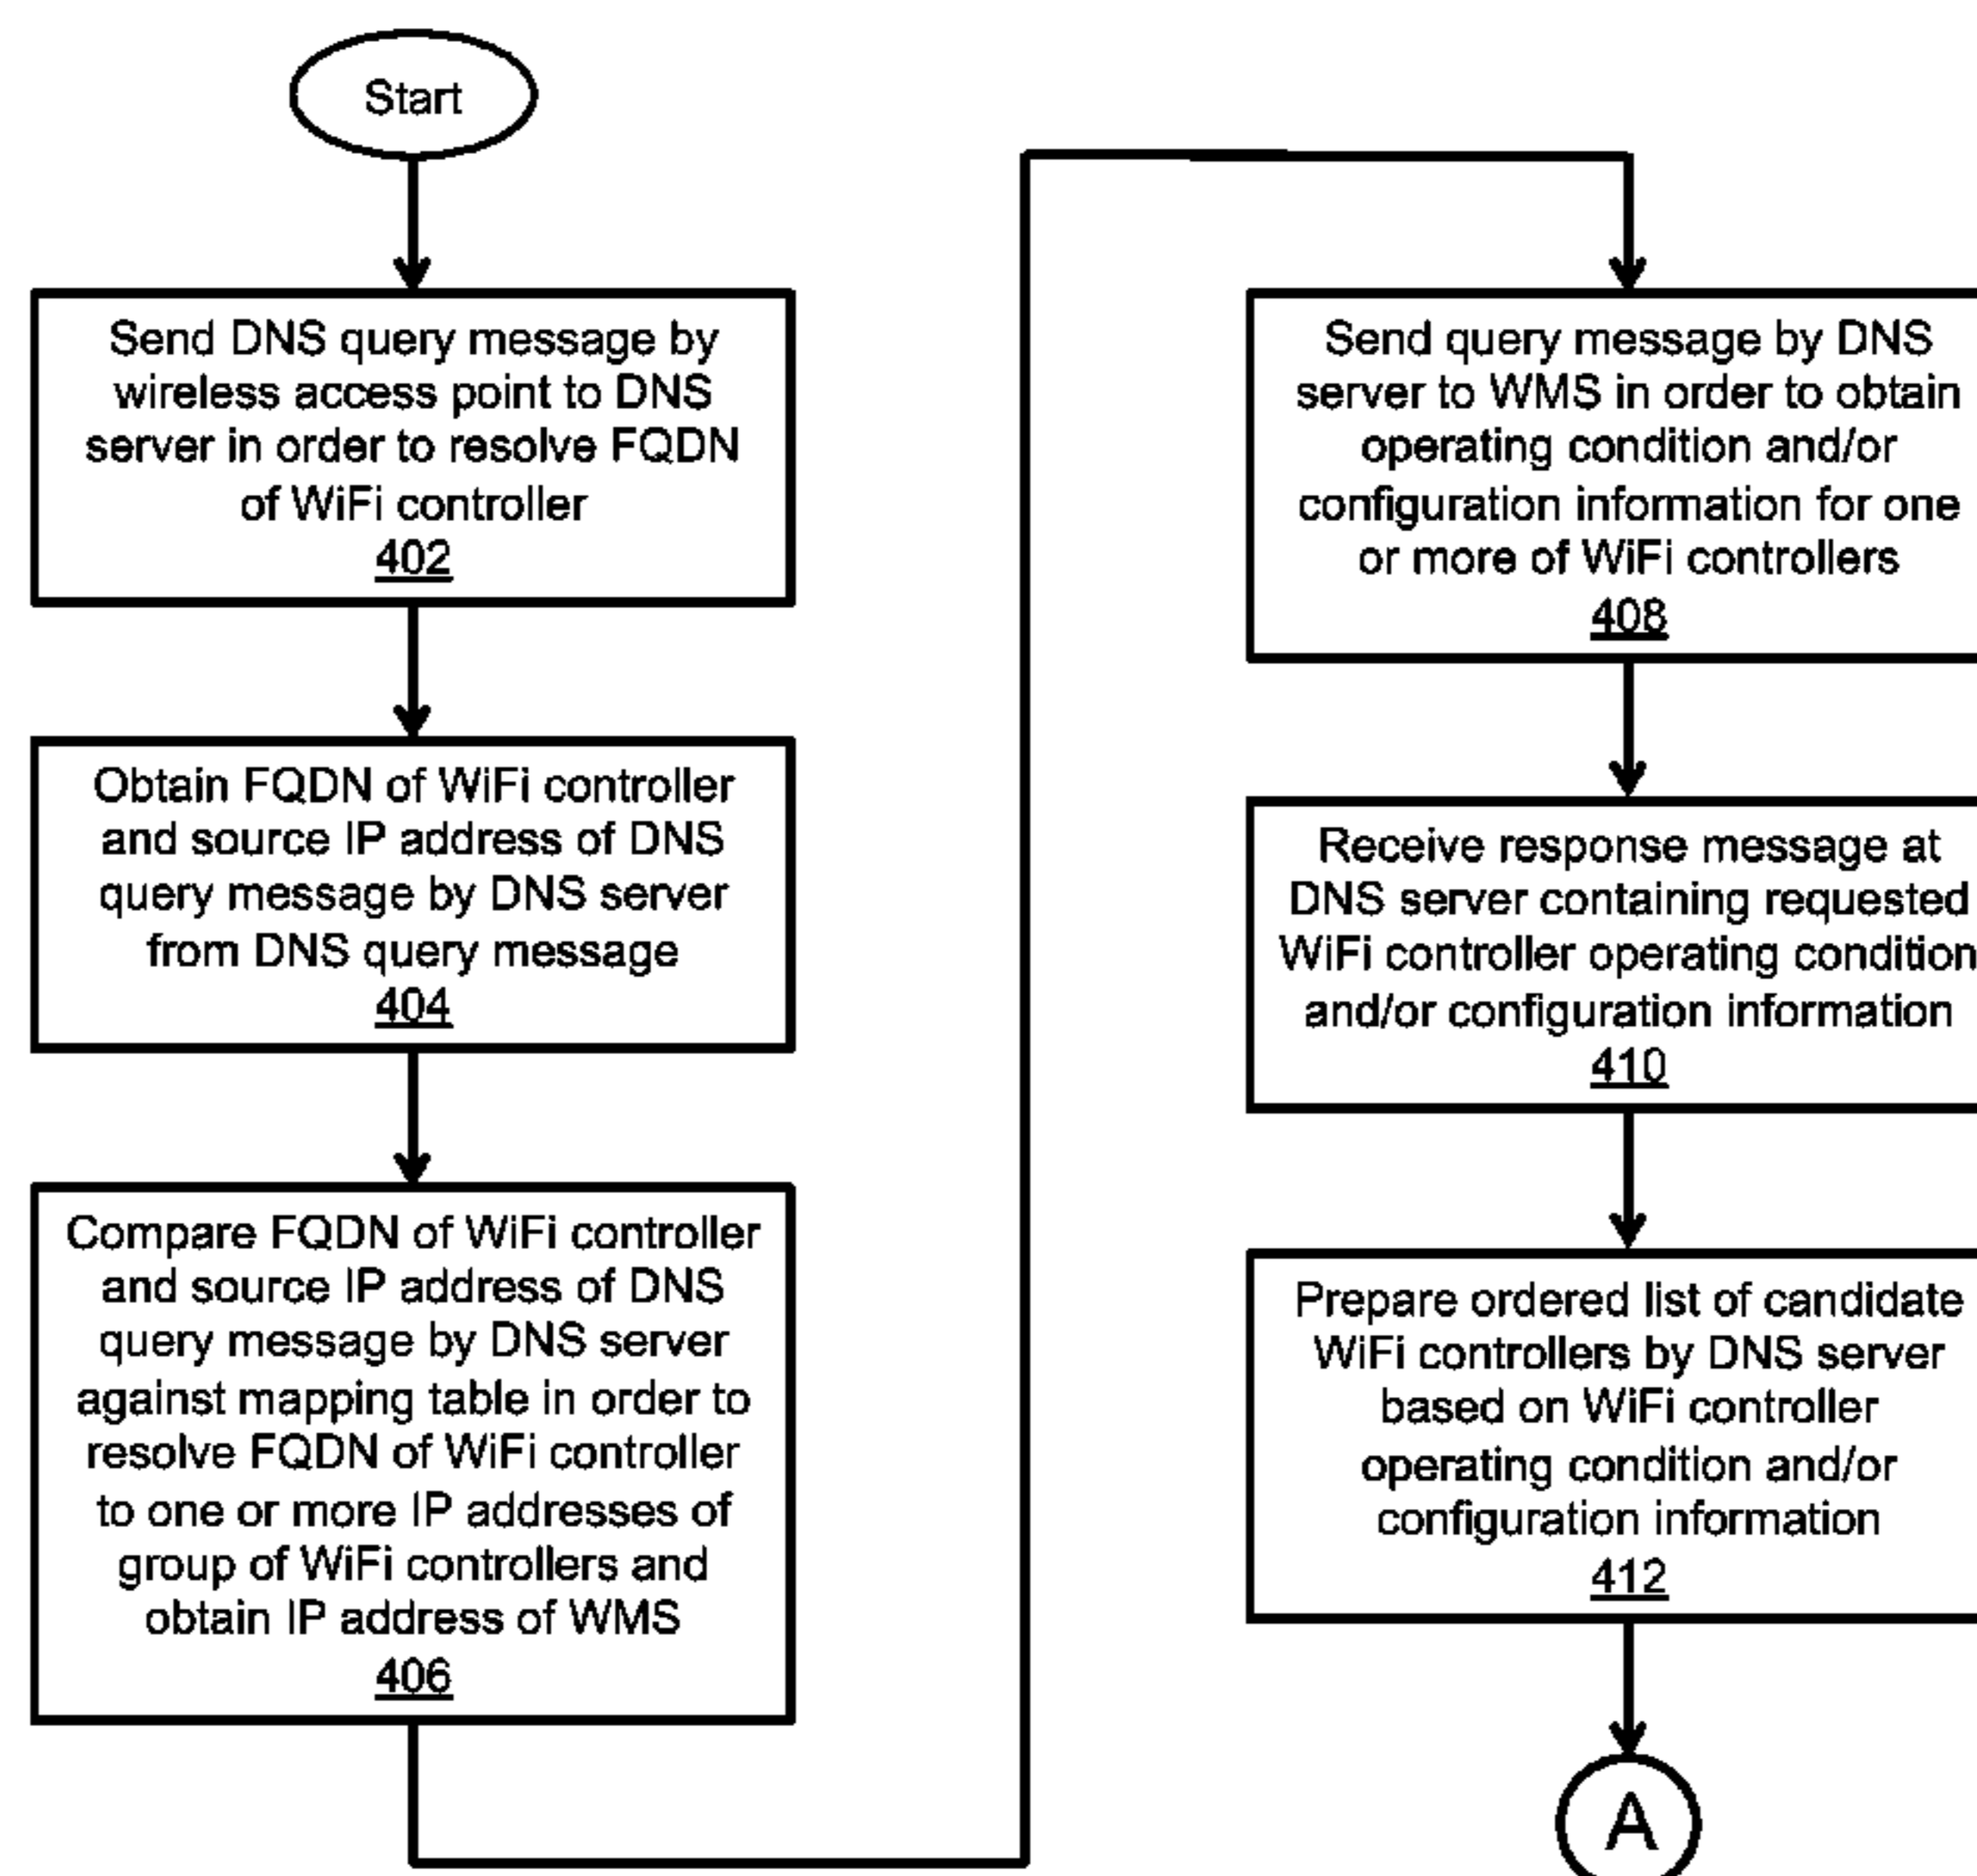 Start
Send DNS query message by
wireless access point to DNS
server in order to resolve FQDN
of WiFi controller
402
Obtain FQDN of WiFi controller
and source IP address of DNS
query message by DNS server
from DNS query message
404
Compare FQDN of WiFi controller
and source IP address of DNS
query message by DNS server
against mapping table in order to
resolve FQDN of WiFi controller
to one or more IP addresses of
group of WiFi controllers and
obtain IP address of WMS
406
Send query message by DNS
server to WMS in order to obtain
operating condition and/or
configuration information for one
or more of WiFi controllers
408
Receive response message at
DNS server containing requested
WiFi controller operating condition
and/or configuration information
410
Prepare ordered list of candidate
WiFi controllers by DNS server
based on WiFi controller
operating condition and/or
configuration information
412
A